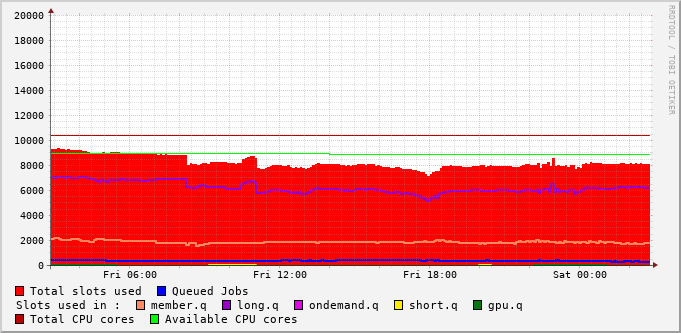 20000
18000
16000
14000
12000
10000
8000
6000
4000
2000
0
Fri 06:00 Fri 12:00 Fri 18:00 Sat 00:00
Total slots used Queued Jobs
Slots used in : member.q long.q ondemand.q short.q gpu.q
Total CPU cores Available CPU cores
RRDTOOL / TOBI OETIKER